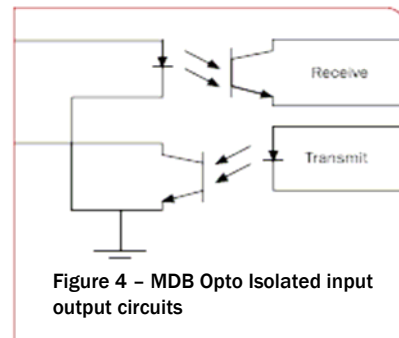 Receive
Transmit
Figure 4 – MDB Opto Isolated input
output circuits